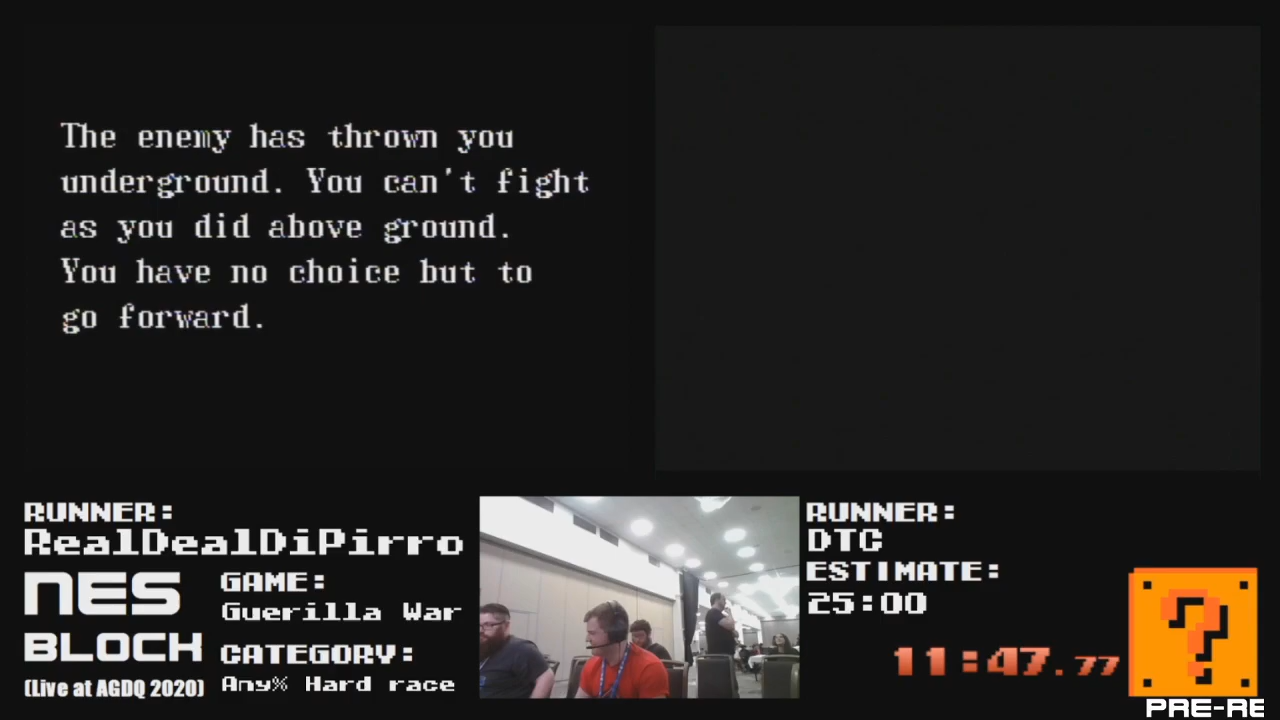 The enemy has thrown you
underground. You can't fight
as you did above ground.
You have no choice but to
go forward.
RUNNER:
RealDealDiPirro
NES
BLOCK
(Live at AGDQ 2020)
GAME:
Guerilla War
CATEGORY:
Any% Hard race
RUNNER:
DTG
ESTIMATE:
25:00
11:47.77
?
PRE-RE